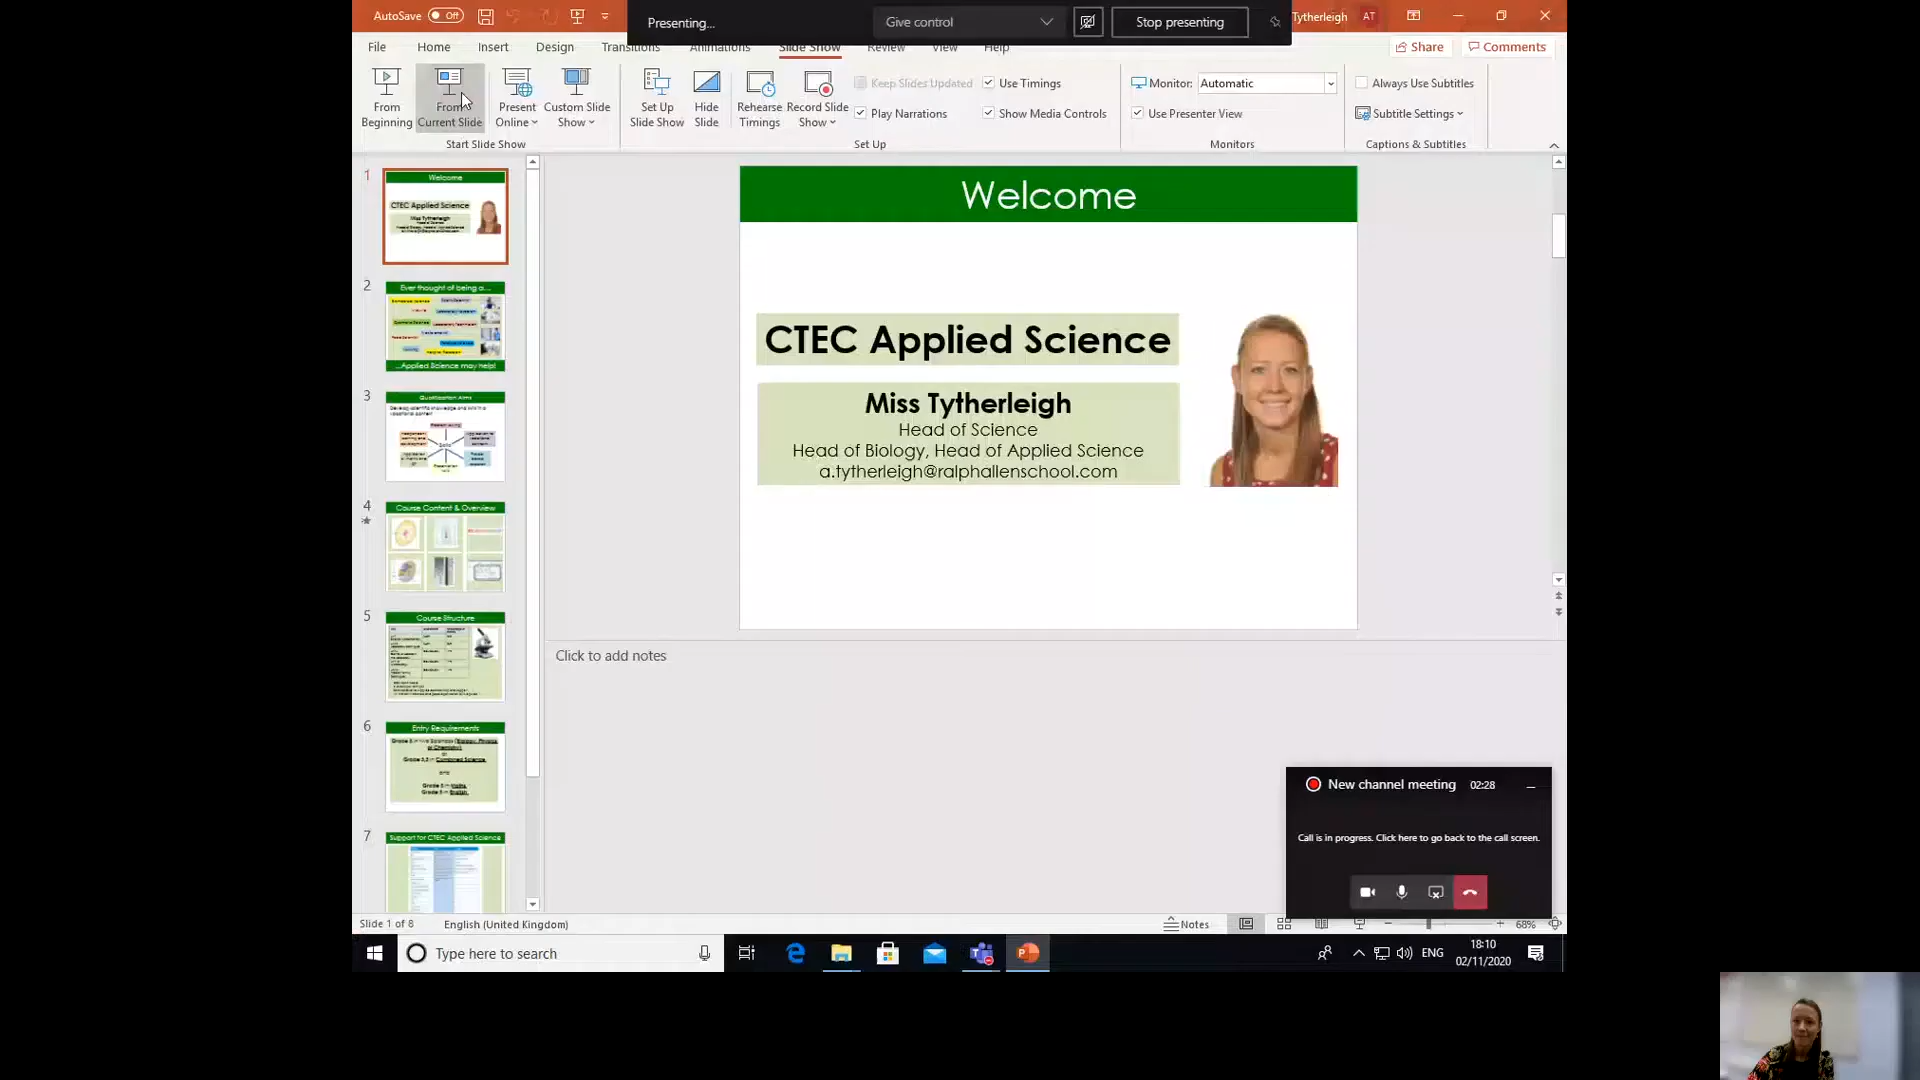 AutoSave Off
Presenting...
Give control
Stop presenting
Tytherleigh
AT
File
Home
Insert
Design
Transitions
Animations
Slide Show
Review
View
Help
Share
Comments
From Beginning
From Current Slide
Present Online
Custom Slide Show
Start Slide Show
Set Up Slide Show
Hide Slide
Rehearse Timings
Record Slide Show
Keep Slides Updated
Use Timings
Play Narrations
Show Media Controls
Set Up
Monitor: Automatic
Use Presenter View
Monitors
Always Use Subtitles
Subtitle Settings
Captions & Subtitles
1
Welcome
CTEC Applied Science
Miss Tytherleigh
2
Ever thought of being a...
...Applied Science may help!
3
Qualification Aims
4
Course Content & Overview
5
Course Structure
6
Entry Requirements
7
Support for CTEC Applied Science
Welcome
CTEC Applied Science
Miss Tytherleigh
Head of Science
Head of Biology, Head of Applied Science
a.tytherleigh@ralphallenschool.com
Click to add notes
New channel meeting 02:28
Call is in progress. Click here to go back to the call screen.
Slide 1 of 8
English (United Kingdom)
Notes
68%
Type here to search
ENG
18:10
02/11/2020